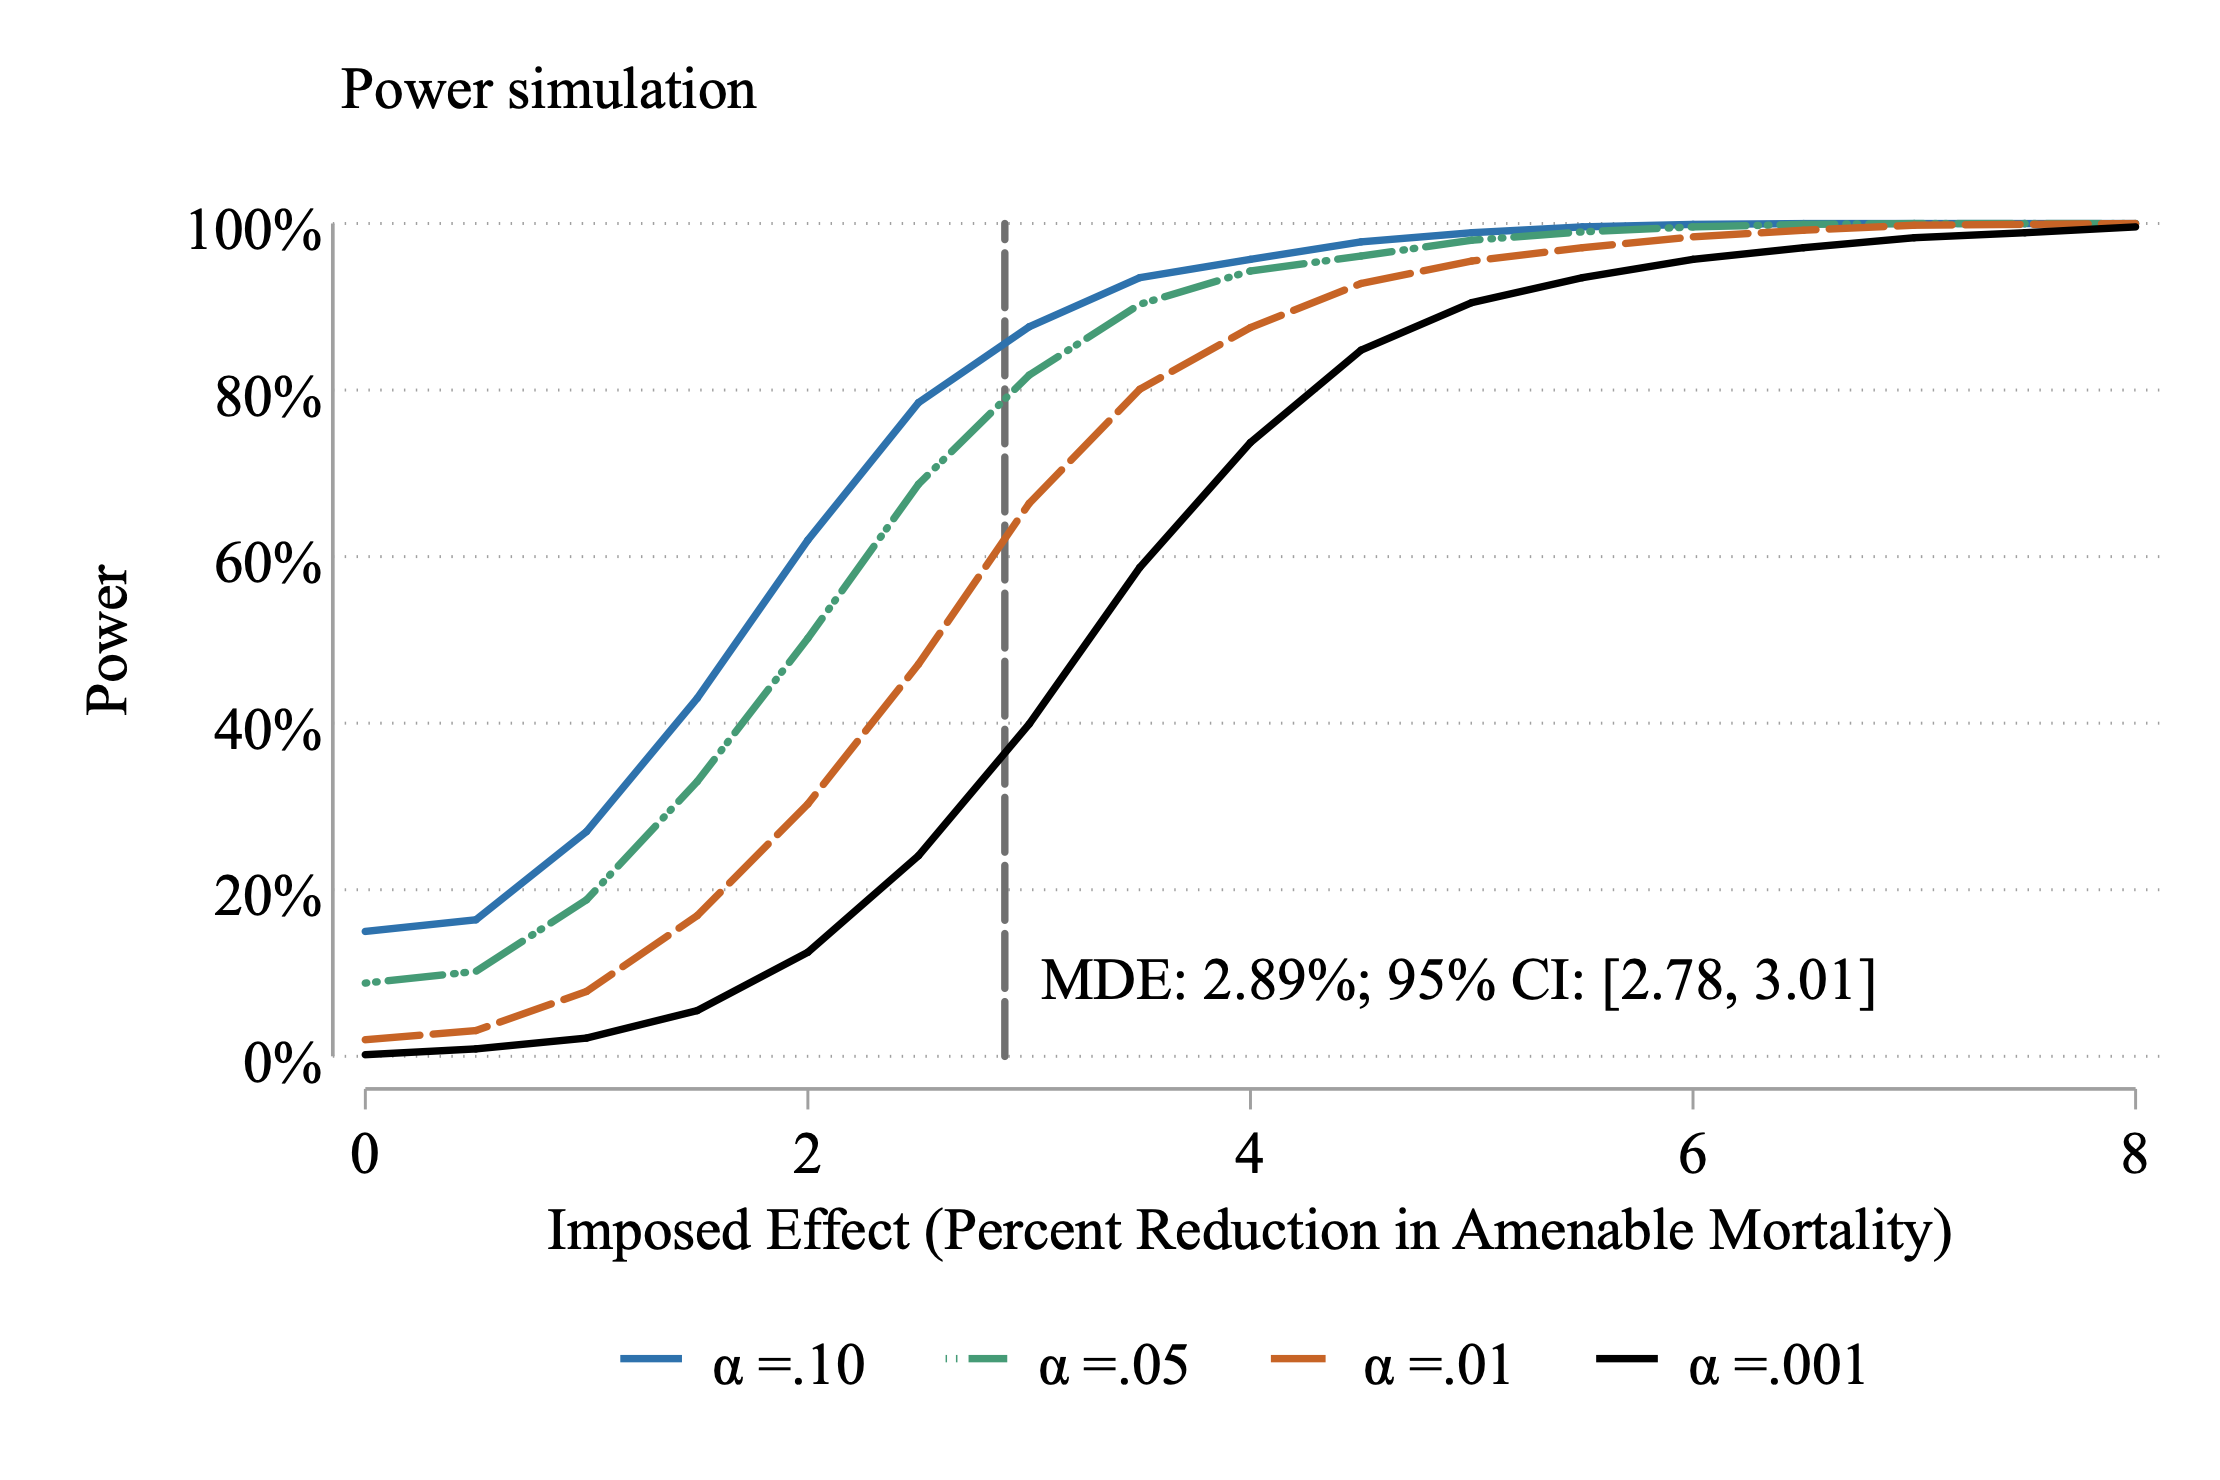 Power simulation
100%
80%
60%
40%
20%
0%
Power
MDE: 2.89%; 95% CI: [2.78, 3.01]
0 2 4 6 8
Imposed Effect (Percent Reduction in Amenable Mortality)
α =.10 α =.05 α =.01 α =.001